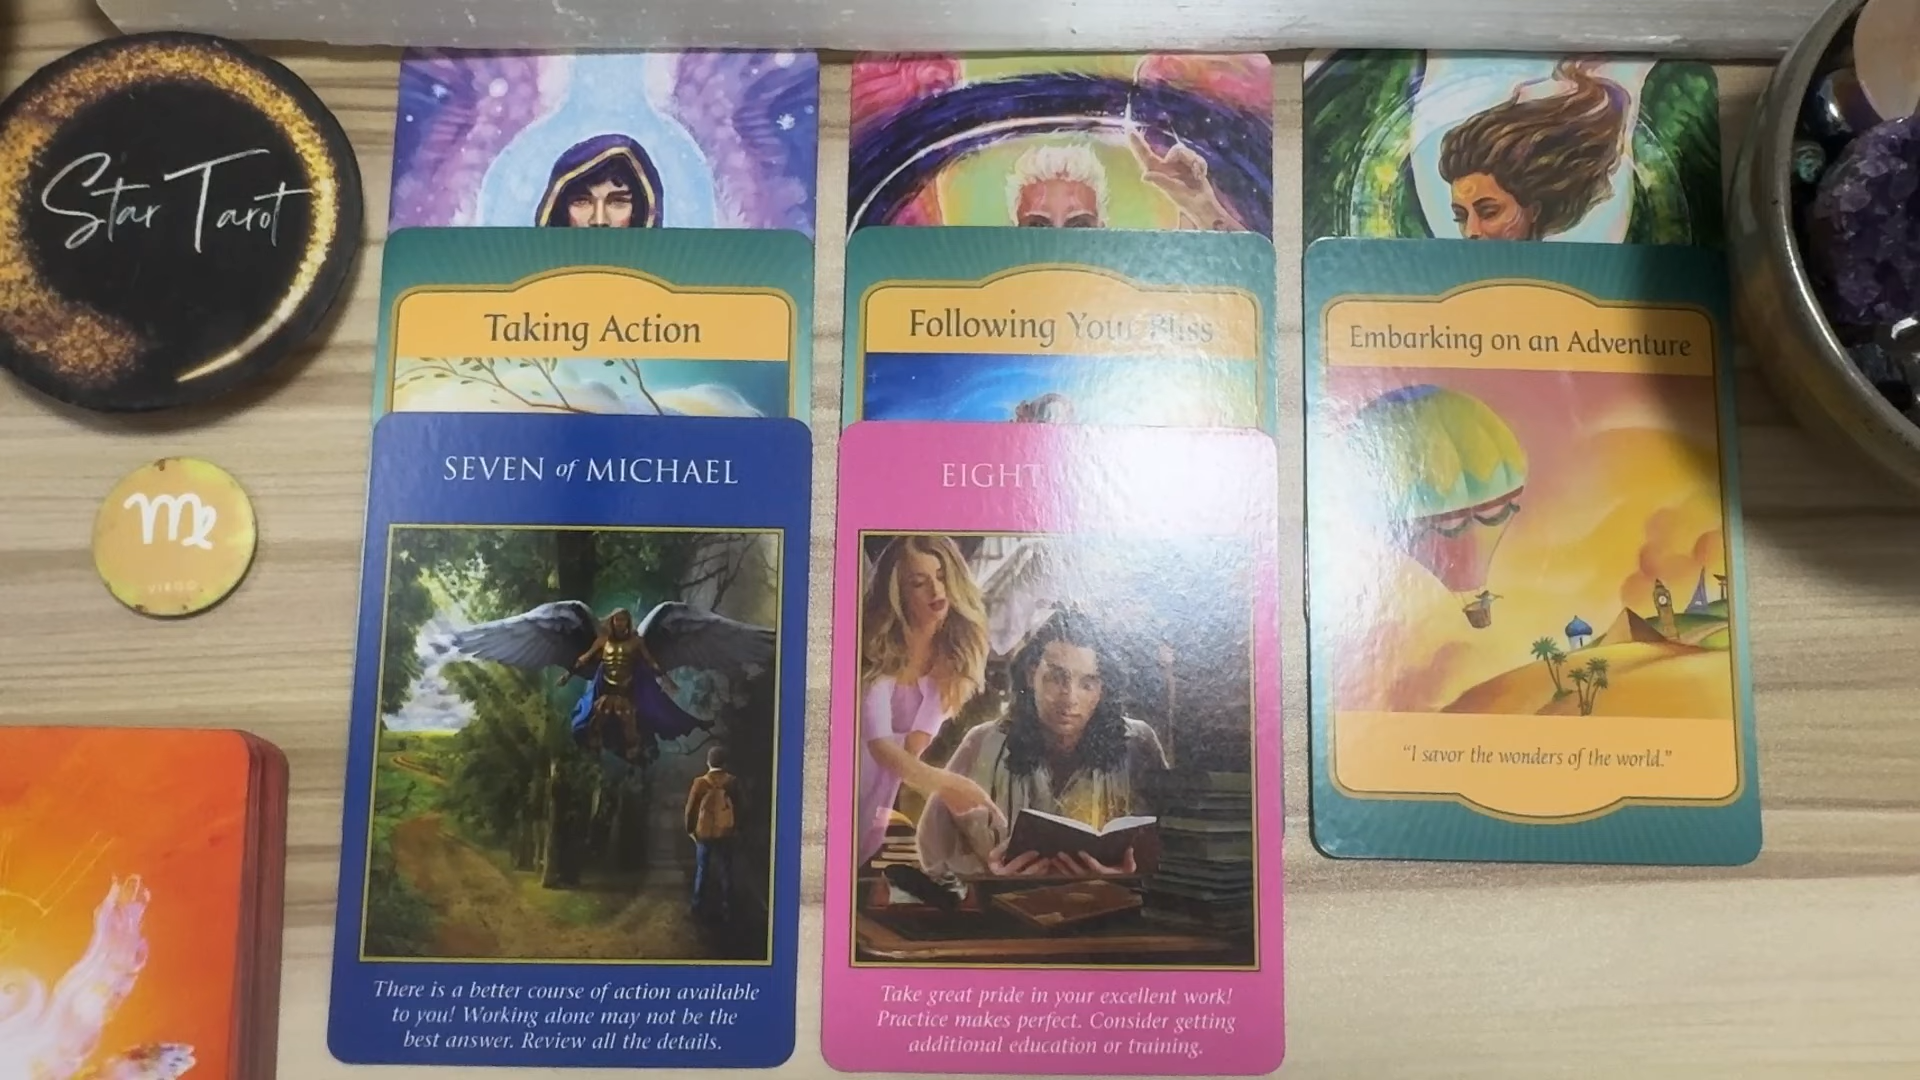 Star Tarot
Taking Action
Following Your Bliss
Embarking on an Adventure
SEVEN of MICHAEL
EIGHT
VIRGO
"I savor the wonders of the world."
There is a better course of action available
to you! Working alone may not be the
best answer. Review all the details.
Take great pride in your excellent work!
Practice makes perfect. Consider getting
additional education or training.